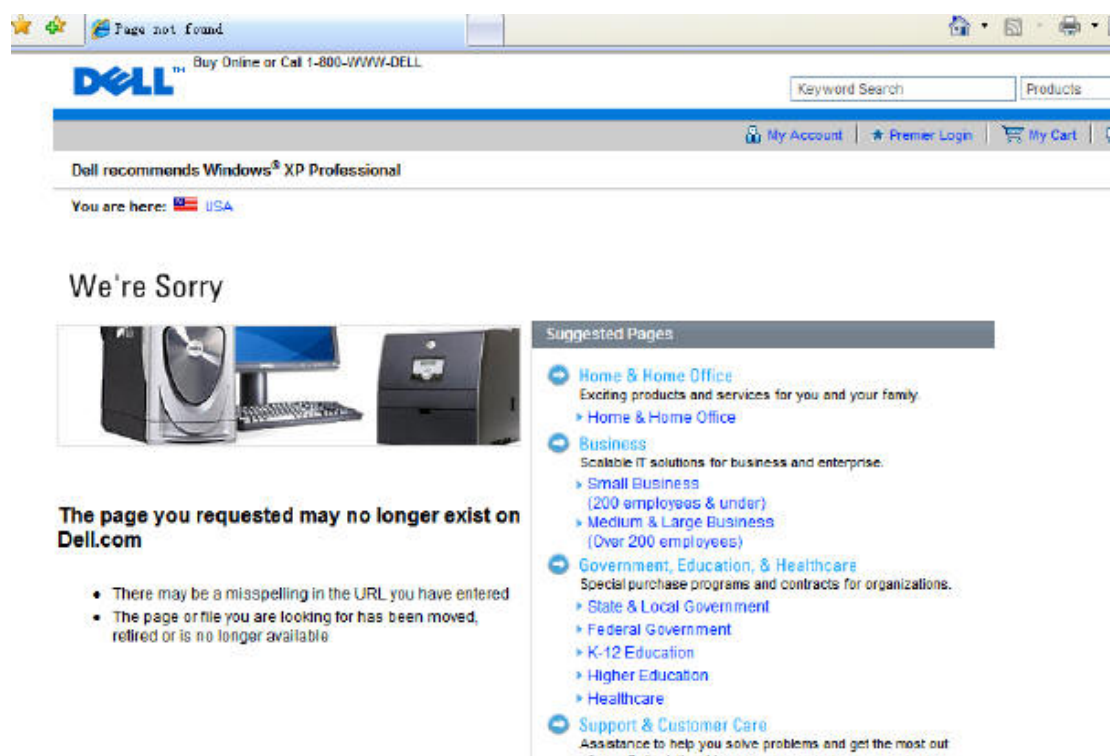 Page not found
DELL™ Buy Online or Call 1-800-WWW-DELL
Keyword Search
Products
My Account
Premier Login
My Cart
Dell recommends Windows® XP Professional
You are here: USA
We're Sorry
The page you requested may no longer exist on
Dell.com
There may be a misspelling in the URL you have entered
The page or file you are looking for has been moved,
retired or is no longer available
Suggested Pages
Home & Home Office
Exciting products and services for you and your family.
Home & Home Office
Business
Scalable IT solutions for business and enterprise.
Small Business
(200 employees & under)
Medium & Large Business
(Over 200 employees)
Government, Education, & Healthcare
Special purchase programs and contracts for organizations.
State & Local Government
Federal Government
K-12 Education
Higher Education
Healthcare
Support & Customer Care
Assistance to help you solve problems and get the most out